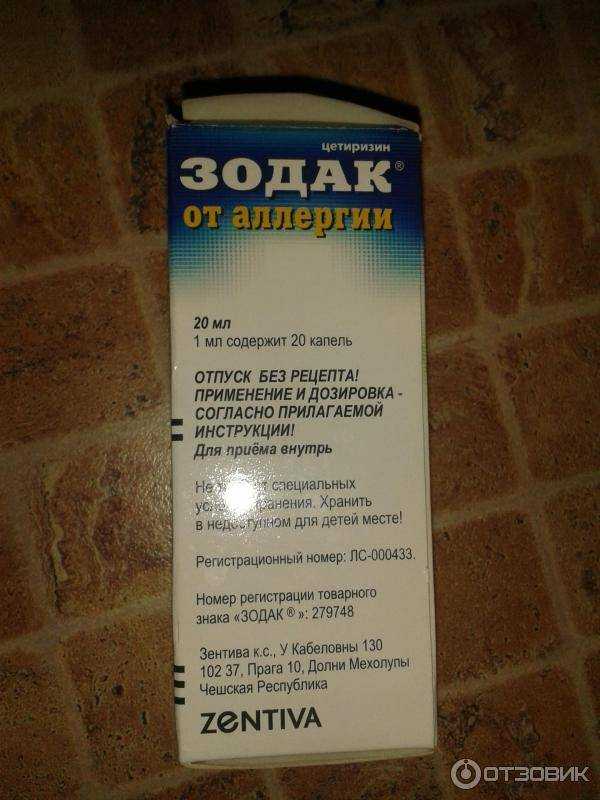 цетиризин
ЗОДАК®
от аллергии
20 мл
1 мл содержит 20 капель
ОТПУСК БЕЗ РЕЦЕПТА!
ПРИМЕНЕНИЕ И ДОЗИРОВКА -
СОГЛАСНО ПРИЛАГАЕМОЙ
ИНСТРУКЦИИ!
Для приёма внутрь
Не специальных
хранения. Хранить
в недоступном для детей месте!
Регистрационный номер: ЛС-000433.
Номер регистрации товарного
знака «ЗОДАК ® »: 279748
Зентива к.с., У Кабеловны 130
102 37, Прага 10, Долни Мехолупы
Чешская Республика
ZENTIVA
ОТЗОВИК